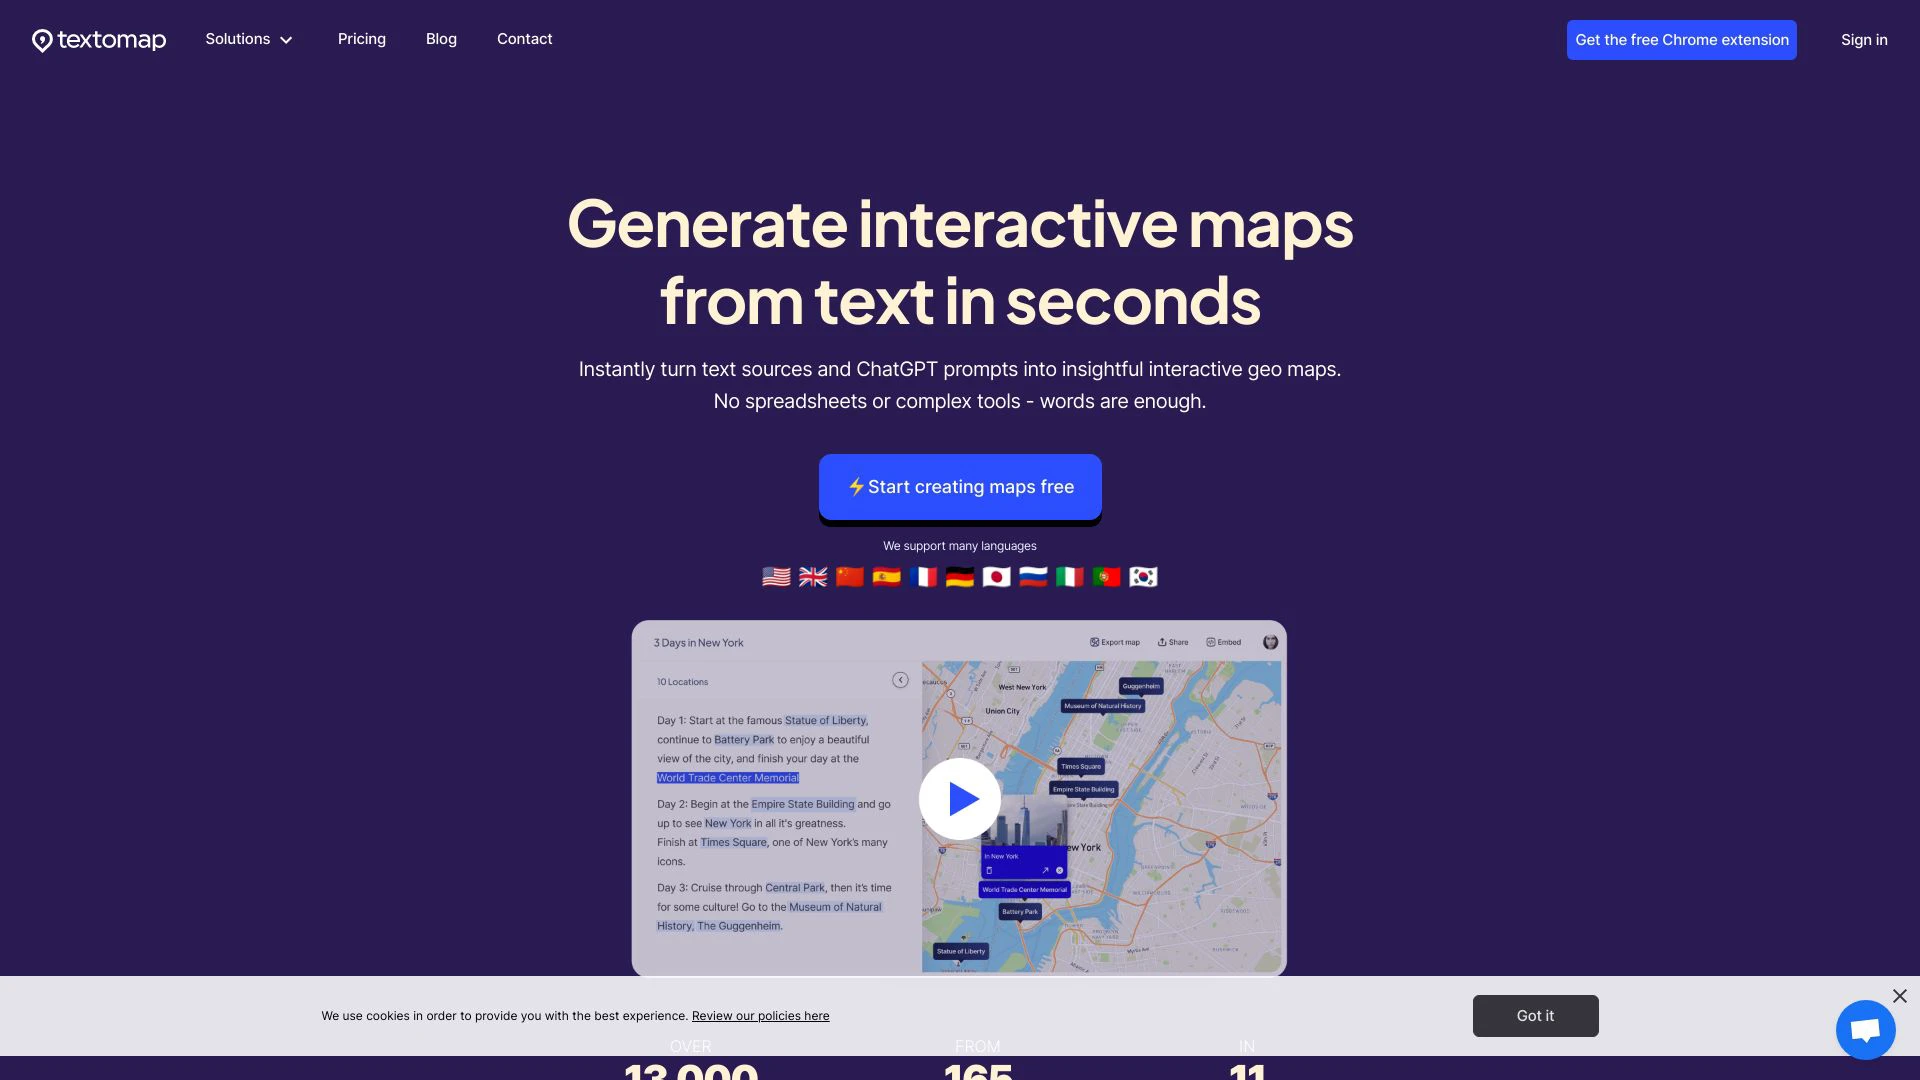 textomap
Solutions
Pricing
Blog
Contact
Get the free Chrome extension
Sign in
Generate interactive maps
from text in seconds
Instantly turn text sources and ChatGPT prompts into insightful interactive geo maps.
No spreadsheets or complex tools - words are enough.
⚡Start creating maps free
We support many languages
3 Days in New York
Export map
Share
Embed
10 Locations
Day 1: Start at the famous Statue of Liberty,
continue to Battery Park to enjoy a beautiful
view of the city, and finish your day at the
World Trade Center Memorial
Day 2: Begin at the Empire State Building and go
up to see New York in all it's greatness.
Finish at Times Square, one of New York's many
icons.
Day 3: Cruise through Central Park, then it's time
for some culture! Go to the Museum of Natural
History, The Guggenheim.
West New York
Union City
Guggenheim
Museum of Natural History
Times Square
Empire State Building
In New York
World Trade Center Memorial
Battery Park
Statue of Liberty
We use cookies in order to provide you with the best experience. Review our policies here
Got it
OVER
FROM
IN
13,000
165
11